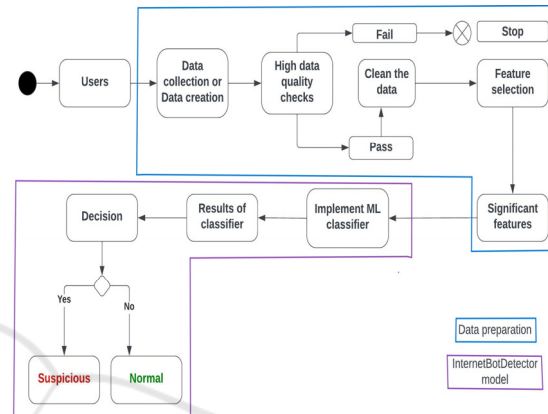 Users
Data
collection or
Data creation
High data
quality
checks
Fail
Stop
Pass
Clean the
data
Feature
selection
Significant
features
Implement ML
classifier
Results of
classifier
Decision
Yes
No
Suspicious
Normal
Data preparation
InternetBotDetector
model